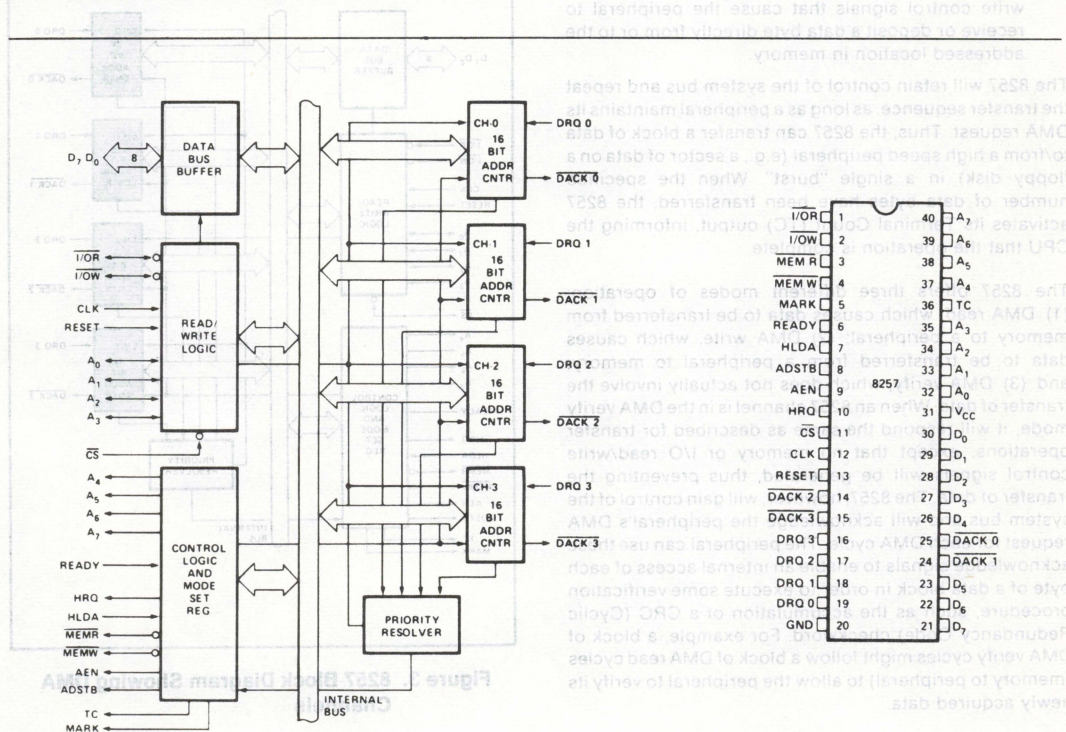 write control signals that cause the peripheral to
receive or deposit a data byte directly from or to the
addressed location in memory.
The 8257 will retain control of the system bus and repeat
the transfer sequence, as long as a peripheral maintains its
DMA request. Thus, the 8257 can transfer a block of data
to/from a high speed peripheral (e.g., a sector of data on a
floppy disk) in a single "burst". When the specified
number of data bytes have been transferred, the 8257
activates its Terminal Count (TC) output, informing the
CPU that the operation is complete.
The 8257 offers three different modes of operation:
(1) DMA read, which causes data to be transferred from
memory to a peripheral; (2) DMA write, which causes
data to be transferred from a peripheral to memory;
and (3) DMA verify, which does not actually involve the
transfer of data. When an 8257 channel is in the DMA verify
mode, it will respond the same as described for transfer
operations, except that no memory or I/O read/write
control signals will be generated, thus preventing the
transfer of data. The 8257, however, will gain control of the
system bus and will acknowledge the peripheral's DMA
request for each DMA cycle. The peripheral can use these
acknowledge signals to enable an internal access of each
byte of a data block in order to execute some verification
procedure, such as the accumulation of a CRC (Cyclic
Redundancy Code) checkword. For example, a block of
DMA verify cycles might follow a block of DMA read cycles
(memory to peripheral) to allow the peripheral to verify its
newly acquired data.
D7 D0
8
DATA
BUS
BUFFER
I/OR
I/OW
CLK
RESET
A0
A1
A2
A3
CS
READ/
WRITE
LOGIC
A4
A5
A6
A7
READY
HRQ
HLDA
MEMR
MEMW
AEN
ADSTB
TC
MARK
CONTROL
LOGIC
AND
MODE
SET
REG
INTERNAL
BUS
CH-0
16
BIT
ADDR
CNTR
DRQ 0
DACK 0
CH-1
16
BIT
ADDR
CNTR
DRQ 1
DACK 1
CH-2
16
BIT
ADDR
CNTR
DRQ 2
DACK 2
CH-3
16
BIT
ADDR
CNTR
DRQ 3
DACK 3
PRIORITY
RESOLVER
I/OR 1 40 A7
I/OW 2 39 A6
MEM R 3 38 A5
MEM W 4 37 A4
MARK 5 36 TC
READY 6 35 A3
HLDA 7 34 A2
ADSTB 8 33 A1
AEN 9 32 A0
HRQ 10 31 VCC
CS 11 30 D0
CLK 12 29 D1
RESET 13 28 D2
DACK 2 14 27 D3
DACK 3 15 26 D4
DRQ 3 16 25 DACK 0
DRQ 2 17 24 DACK 1
DRQ 1 18 23 D5
DRQ 0 19 22 D6
GND 20 21 D7
8257
8257 Block Diagram Showing DMA
Channels